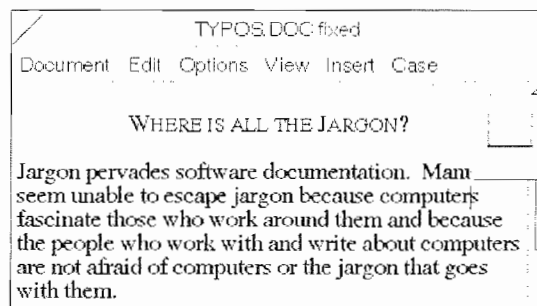 TYPOS.DOC fixed
Document Edit Options View Insert Case
WHERE IS ALL THE JARGON?
Jargon pervades software documentation. Manu
seem unable to escape jargon because computers
fascinate those who work around them and because
the people who work with and write about computers
are not afraid of computers or the jargon that goes
with them.